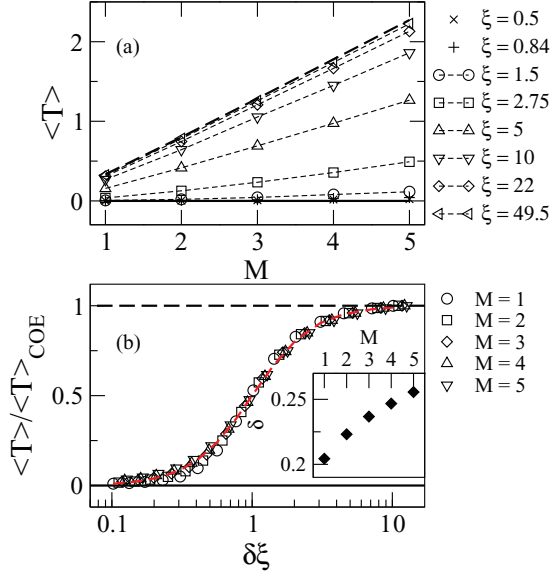 (a)
2
1
0
<T>
1 2 3 4 5
M
ξ = 0.5
ξ = 0.84
ξ = 1.5
ξ = 2.75
ξ = 5
ξ = 10
ξ = 22
ξ = 49.5
(b)
1
0.5
0
<T>/<T>COE
0.1 1 10
δξ
M = 1
M = 2
M = 3
M = 4
M = 5
M
1 2 3 4 5
0.25
0.2
δ